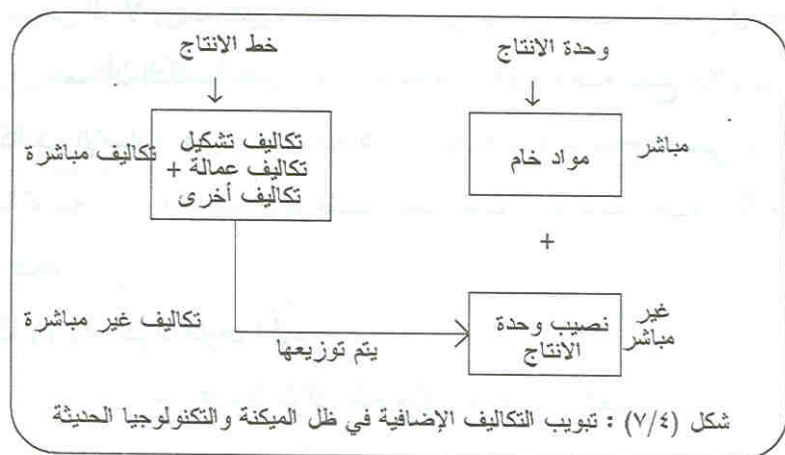 وحدة الانتاج
خط الانتاج
مباشر
مواد خام
تكاليف تشكيل
تكاليف عمالة +
تكاليف أخرى
تكاليف مباشرة
+
غير
مباشر
نصيب وحدة
الانتاج
يتم توزيعها
تكاليف غير مباشرة
شكل (٧/٤) : تبويب التكاليف الإضافية في ظل الميكنة والتكنولوجيا الحديثة